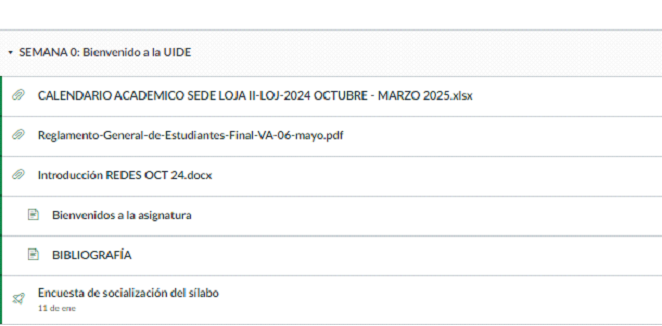 SEMANA 0: Bienvenido a la UIDE
CALENDARIO ACADEMICO SEDE LOJA II-LOJ-2024 OCTUBRE - MARZO 2025.xlsx
Reglamento-General-de-Estudiantes-Final-VA-06-mayo.pdf
Introducción REDES OCT 24.docx
Bienvenidos a la asignatura
BIBLIOGRAFÍA
Encuesta de socialización del sílabo
11 de ene